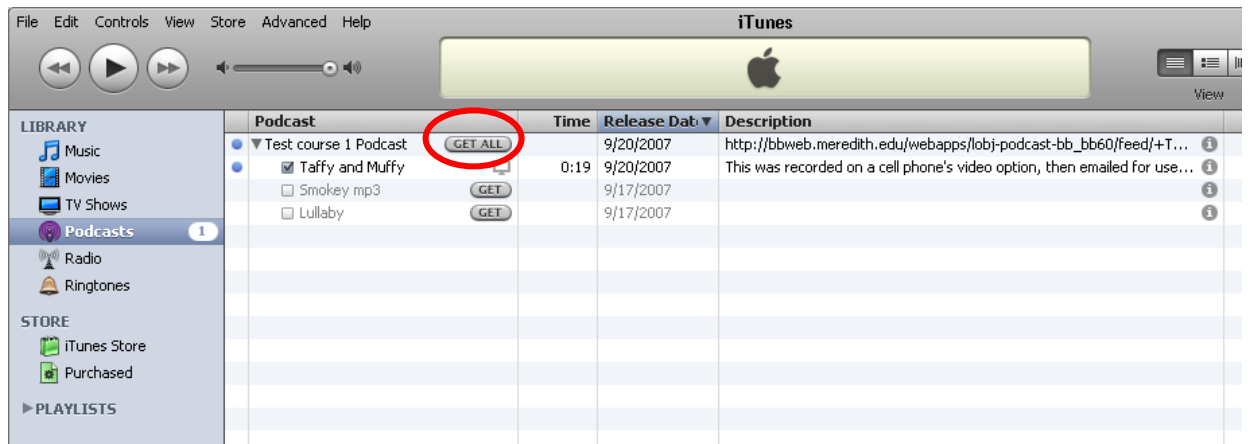 File Edit Controls View Store Advanced Help
iTunes
View
LIBRARY
Music
Movies
TV Shows
Podcasts 1
Radio
Ringtones
STORE
iTunes Store
Purchased
PLAYLISTS
Podcast Time Release Dat Description
Test course 1 Podcast GET ALL 9/20/2007 http://bbweb.meredith.edu/webapps/lobj-podcast-bb_bb60/feed/+T...
Taffy and Muffy 0:19 9/20/2007 This was recorded on a cell phone's video option, then emailed for use...
Smokey mp3 GET 9/17/2007
Lullaby GET 9/17/2007